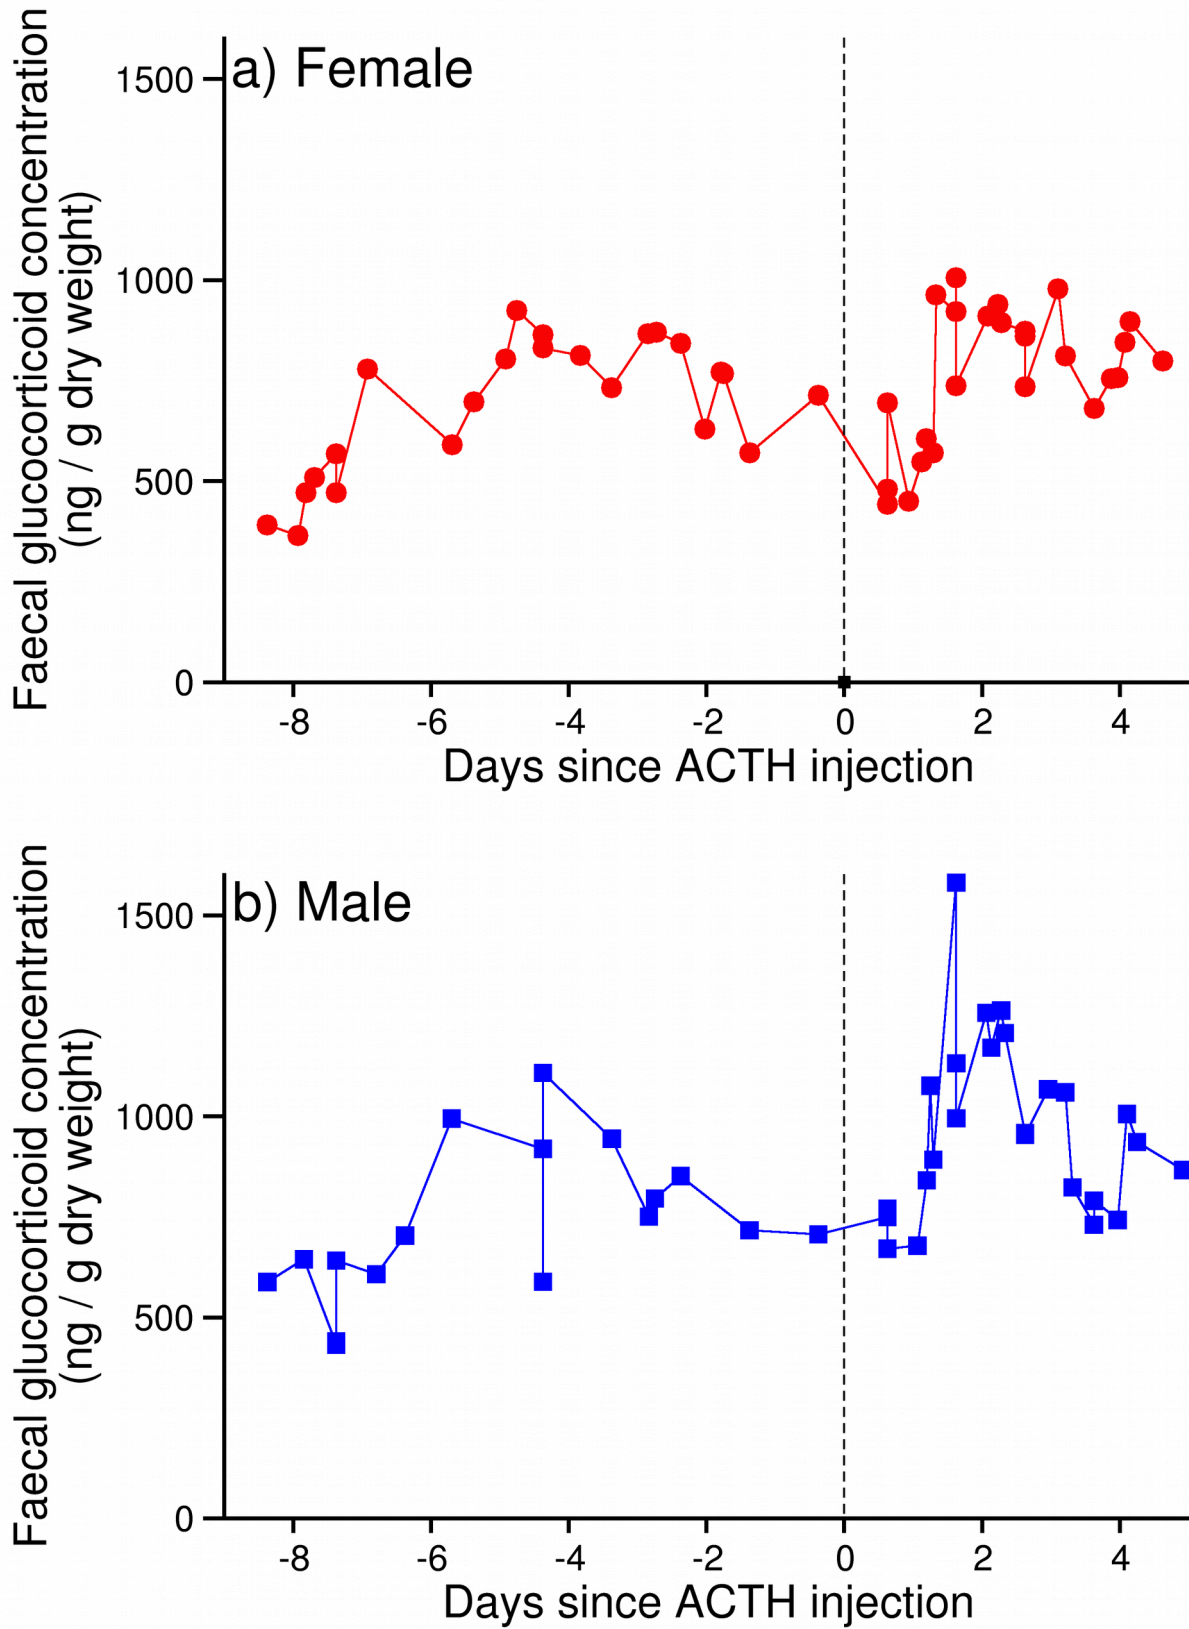 Faecal glucocorticoid concentration
(ng / g dry weight)
a) Female
1500
1000
500
0
-8 -6 -4 -2 0 2 4
Days since ACTH injection
Faecal glucocorticoid concentration
(ng / g dry weight)
b) Male
1500
1000
500
0
-8 -6 -4 -2 0 2 4
Days since ACTH injection